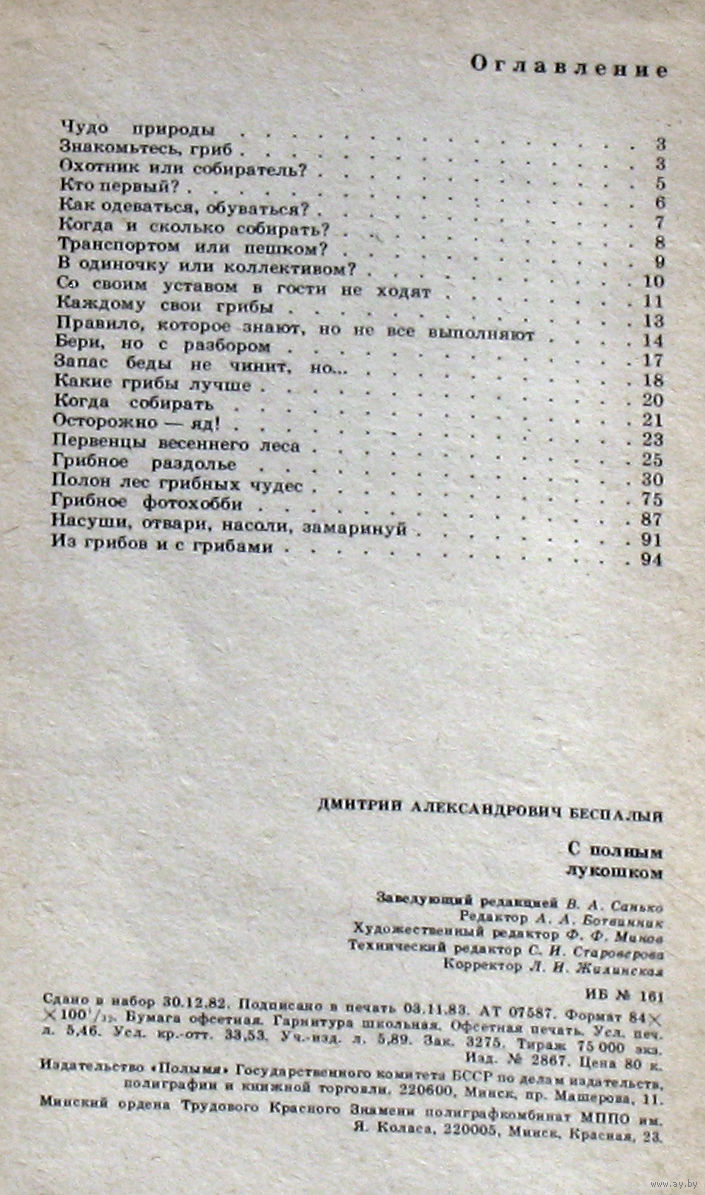 Оглавление
Чудо природы . . . . . . . . . . . . . 3
Знакомьтесь, гриб . . . . . . . . . . . . . 3
Охотник или собиратель? . . . . . . . . . . . 5
Кто первый? . . . . . . . . . . . . . . 6
Как одеваться, обуваться? . . . . . . . . . . . 7
Когда и сколько собирать? . . . . . . . . . . 8
Транспортом или пешком? . . . . . . . . . . 9
В одиночку или коллективом? . . . . . . . . . 10
Со своим уставом в гости не ходят . . . . . . . 11
Каждому свои грибы . . . . . . . . . . . . 13
Правило, которое знают, но не все выполняют . . . . 14
Бери, но с разбором . . . . . . . . . . . . 17
Запас беды не чинит, но... . . . . . . . . . . 18
Какие грибы лучше . . . . . . . . . . . . 20
Когда собирать . . . . . . . . . . . . . 21
Осторожно — яд! . . . . . . . . . . . . . 23
Первенцы весеннего леса . . . . . . . . . . . 25
Грибное раздолье . . . . . . . . . . . . 30
Полон лес грибных чудес . . . . . . . . . . . 75
Грибное фотохобби . . . . . . . . . . . . 87
Насуши, отвари, насоли, замаринуй . . . . . . . . 91
Из грибов и с грибами . . . . . . . . . . . . 94
ДМИТРИЙ АЛЕКСАНДРОВИЧ БЕСПАЛЫЙ
С полным
лукошком
Заведующий редакцией В. А. Санько
Редактор А. А. Ботвинник
Художественный редактор Ф. Ф. Минов
Технический редактор С. И. Староверова
Корректор Л. И. Жилинская
ИБ № 161
Сдано в набор 30.12.82. Подписано в печать 03.11.83. АТ 07587. Формат 84×
×100¹/₃₂. Бумага офсетная. Гарнитура школьная. Офсетная печать. Усл. печ.
л. 5,46. Усл. кр.-отт. 33,53. Уч.-изд. л. 5,89. Зак. 3275. Тираж 75 000 экз.
Изд. № 2867. Цена 80 к.
Издательство «Полымя» Государственного комитета БССР по делам издательств,
полиграфии и книжной торговли. 220600, Минск, пр. Машерова, 11.
Минский ордена Трудового Красного Знамени полиграфкомбинат МППО им.
Я. Коласа, 220005, Минск, Красная, 23.
www.ay.by